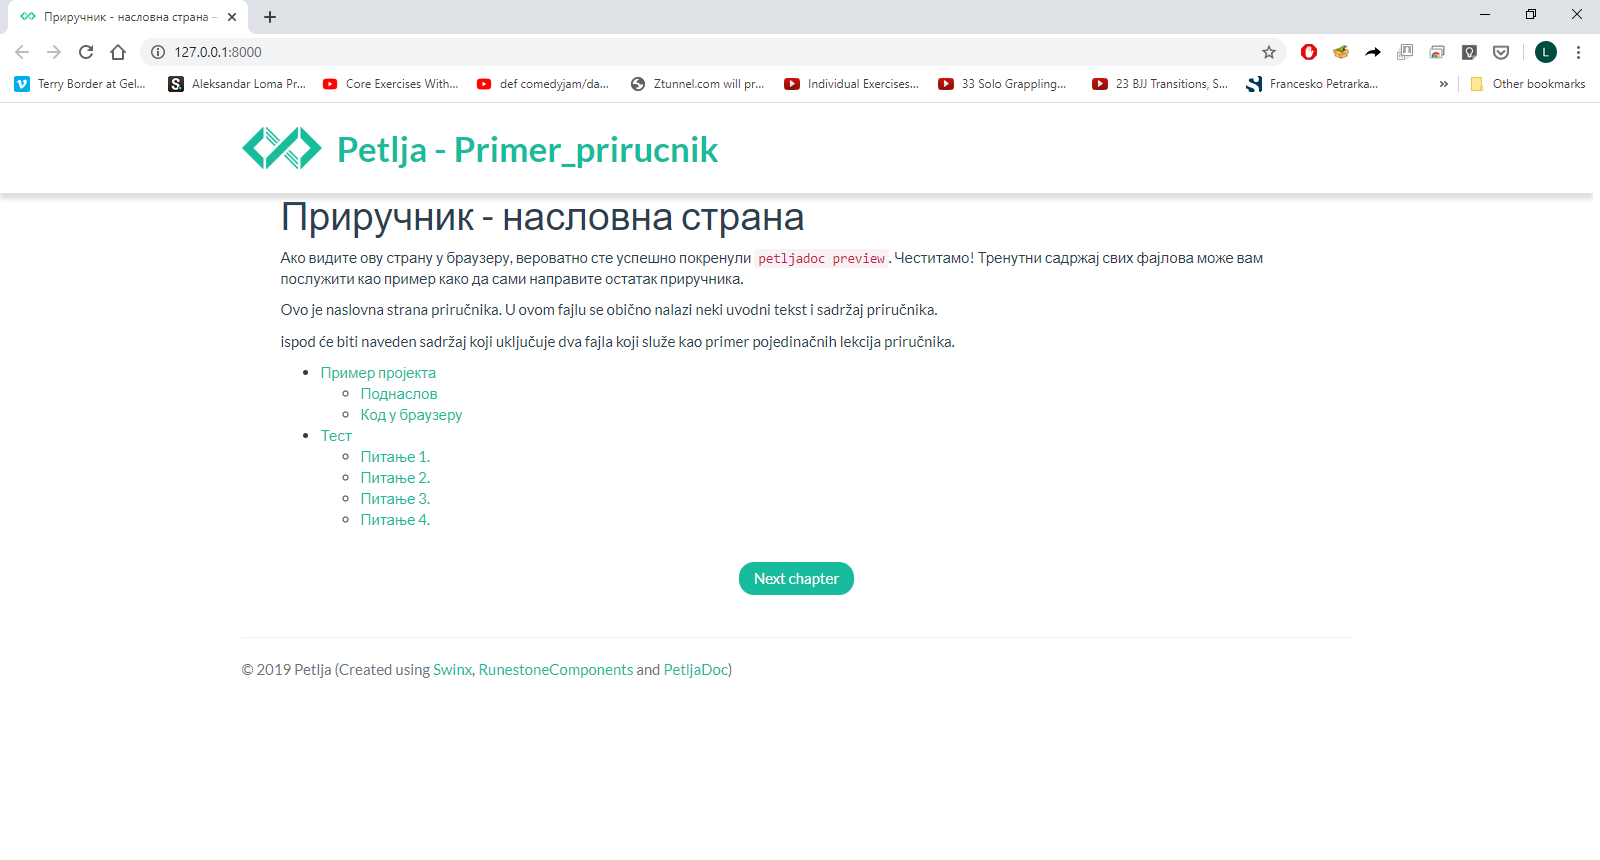 Приручник - насловна страна -
127.0.0.1:8000
L
Terry Border at Gel... Aleksandar Loma Pr... Core Exercises With... def comedyjam/da... Ztunnel.com will pr... Individual Exercises... 33 Solo Grappling... 23 BJJ Transitions, S... Francesko Petrarka... » Other bookmarks
Petlja - Primer_prirucnik
Приручник - насловна страна
Ако видите ову страну у браузеру, вероватно сте успешно покренули petljadoc preview. Честитамо! Тренутни садржај свих фајлова може вам
послужити као пример како да сами направите остатак приручника.
Ovo je naslovna strana priručnika. U ovom fajlu se obično nalazi neki uvodni tekst i sadržaj priručnika.
ispod će biti naveden sadržaj koji uključuje dva fajla koji služe kao primer pojedinačnih lekcija priručnika.
Пример пројекта
Поднаслов
Код у браузеру
Тест
Питање 1.
Питање 2.
Питање 3.
Питање 4.
Next chapter
© 2019 Petlja (Created using Swinx, RunestoneComponents and PetljaDoc)